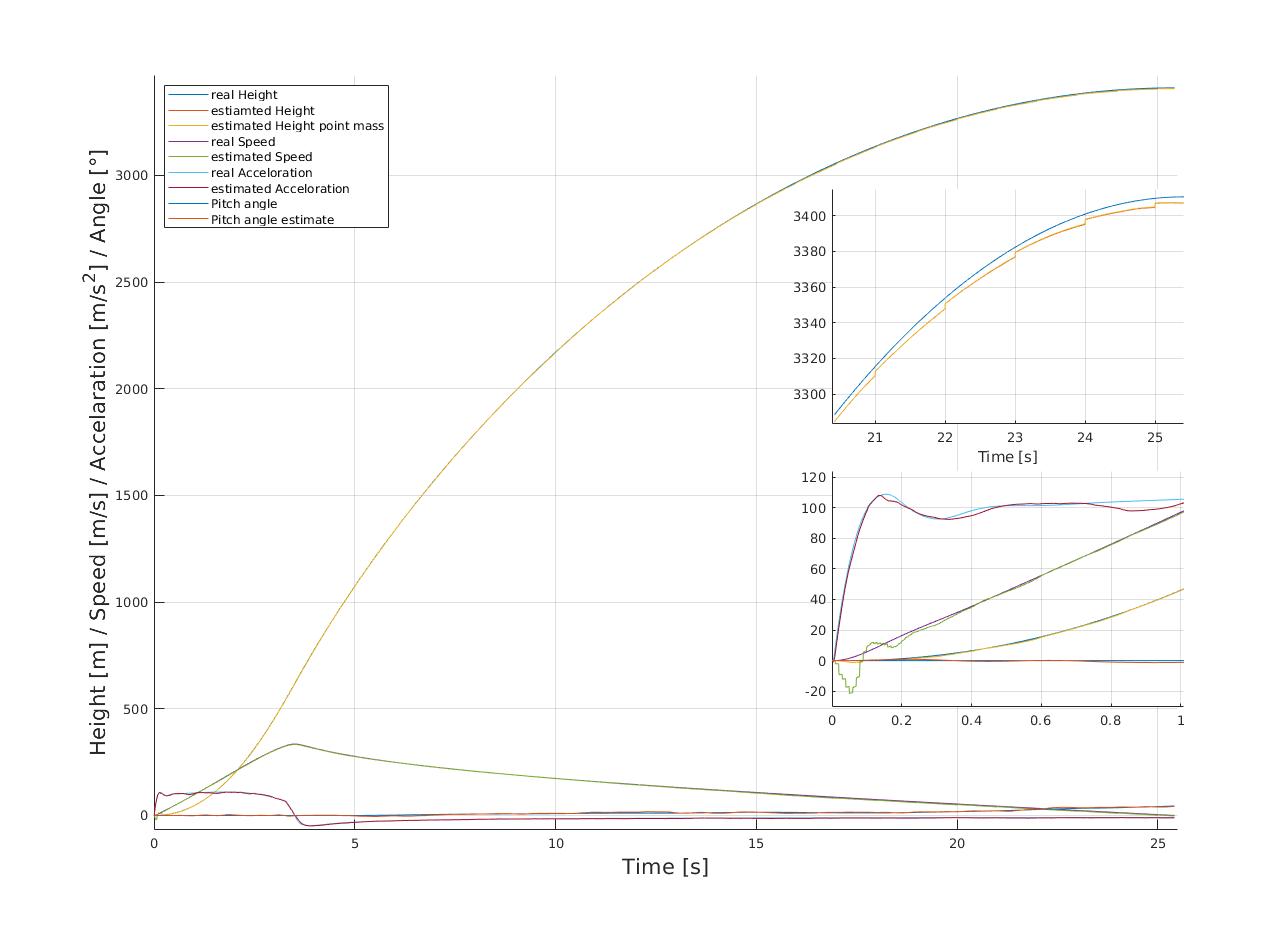 real Height
estiamted Height
estimated Height point mass
real Speed
estimated Speed
real Acceloration
estimated Acceloration
Pitch angle
Pitch angle estimate
Height [m] / Speed [m/s] / Accelaration [m/s²] / Angle [°]
3000
2500
2000
1500
1000
500
0
0 5 10 15 20 25
Time [s]
3400
3380
3360
3340
3320
3300
21 22 23 24 25
Time [s]
120
100
80
60
40
20
0
-20
0 0.2 0.4 0.6 0.8 1